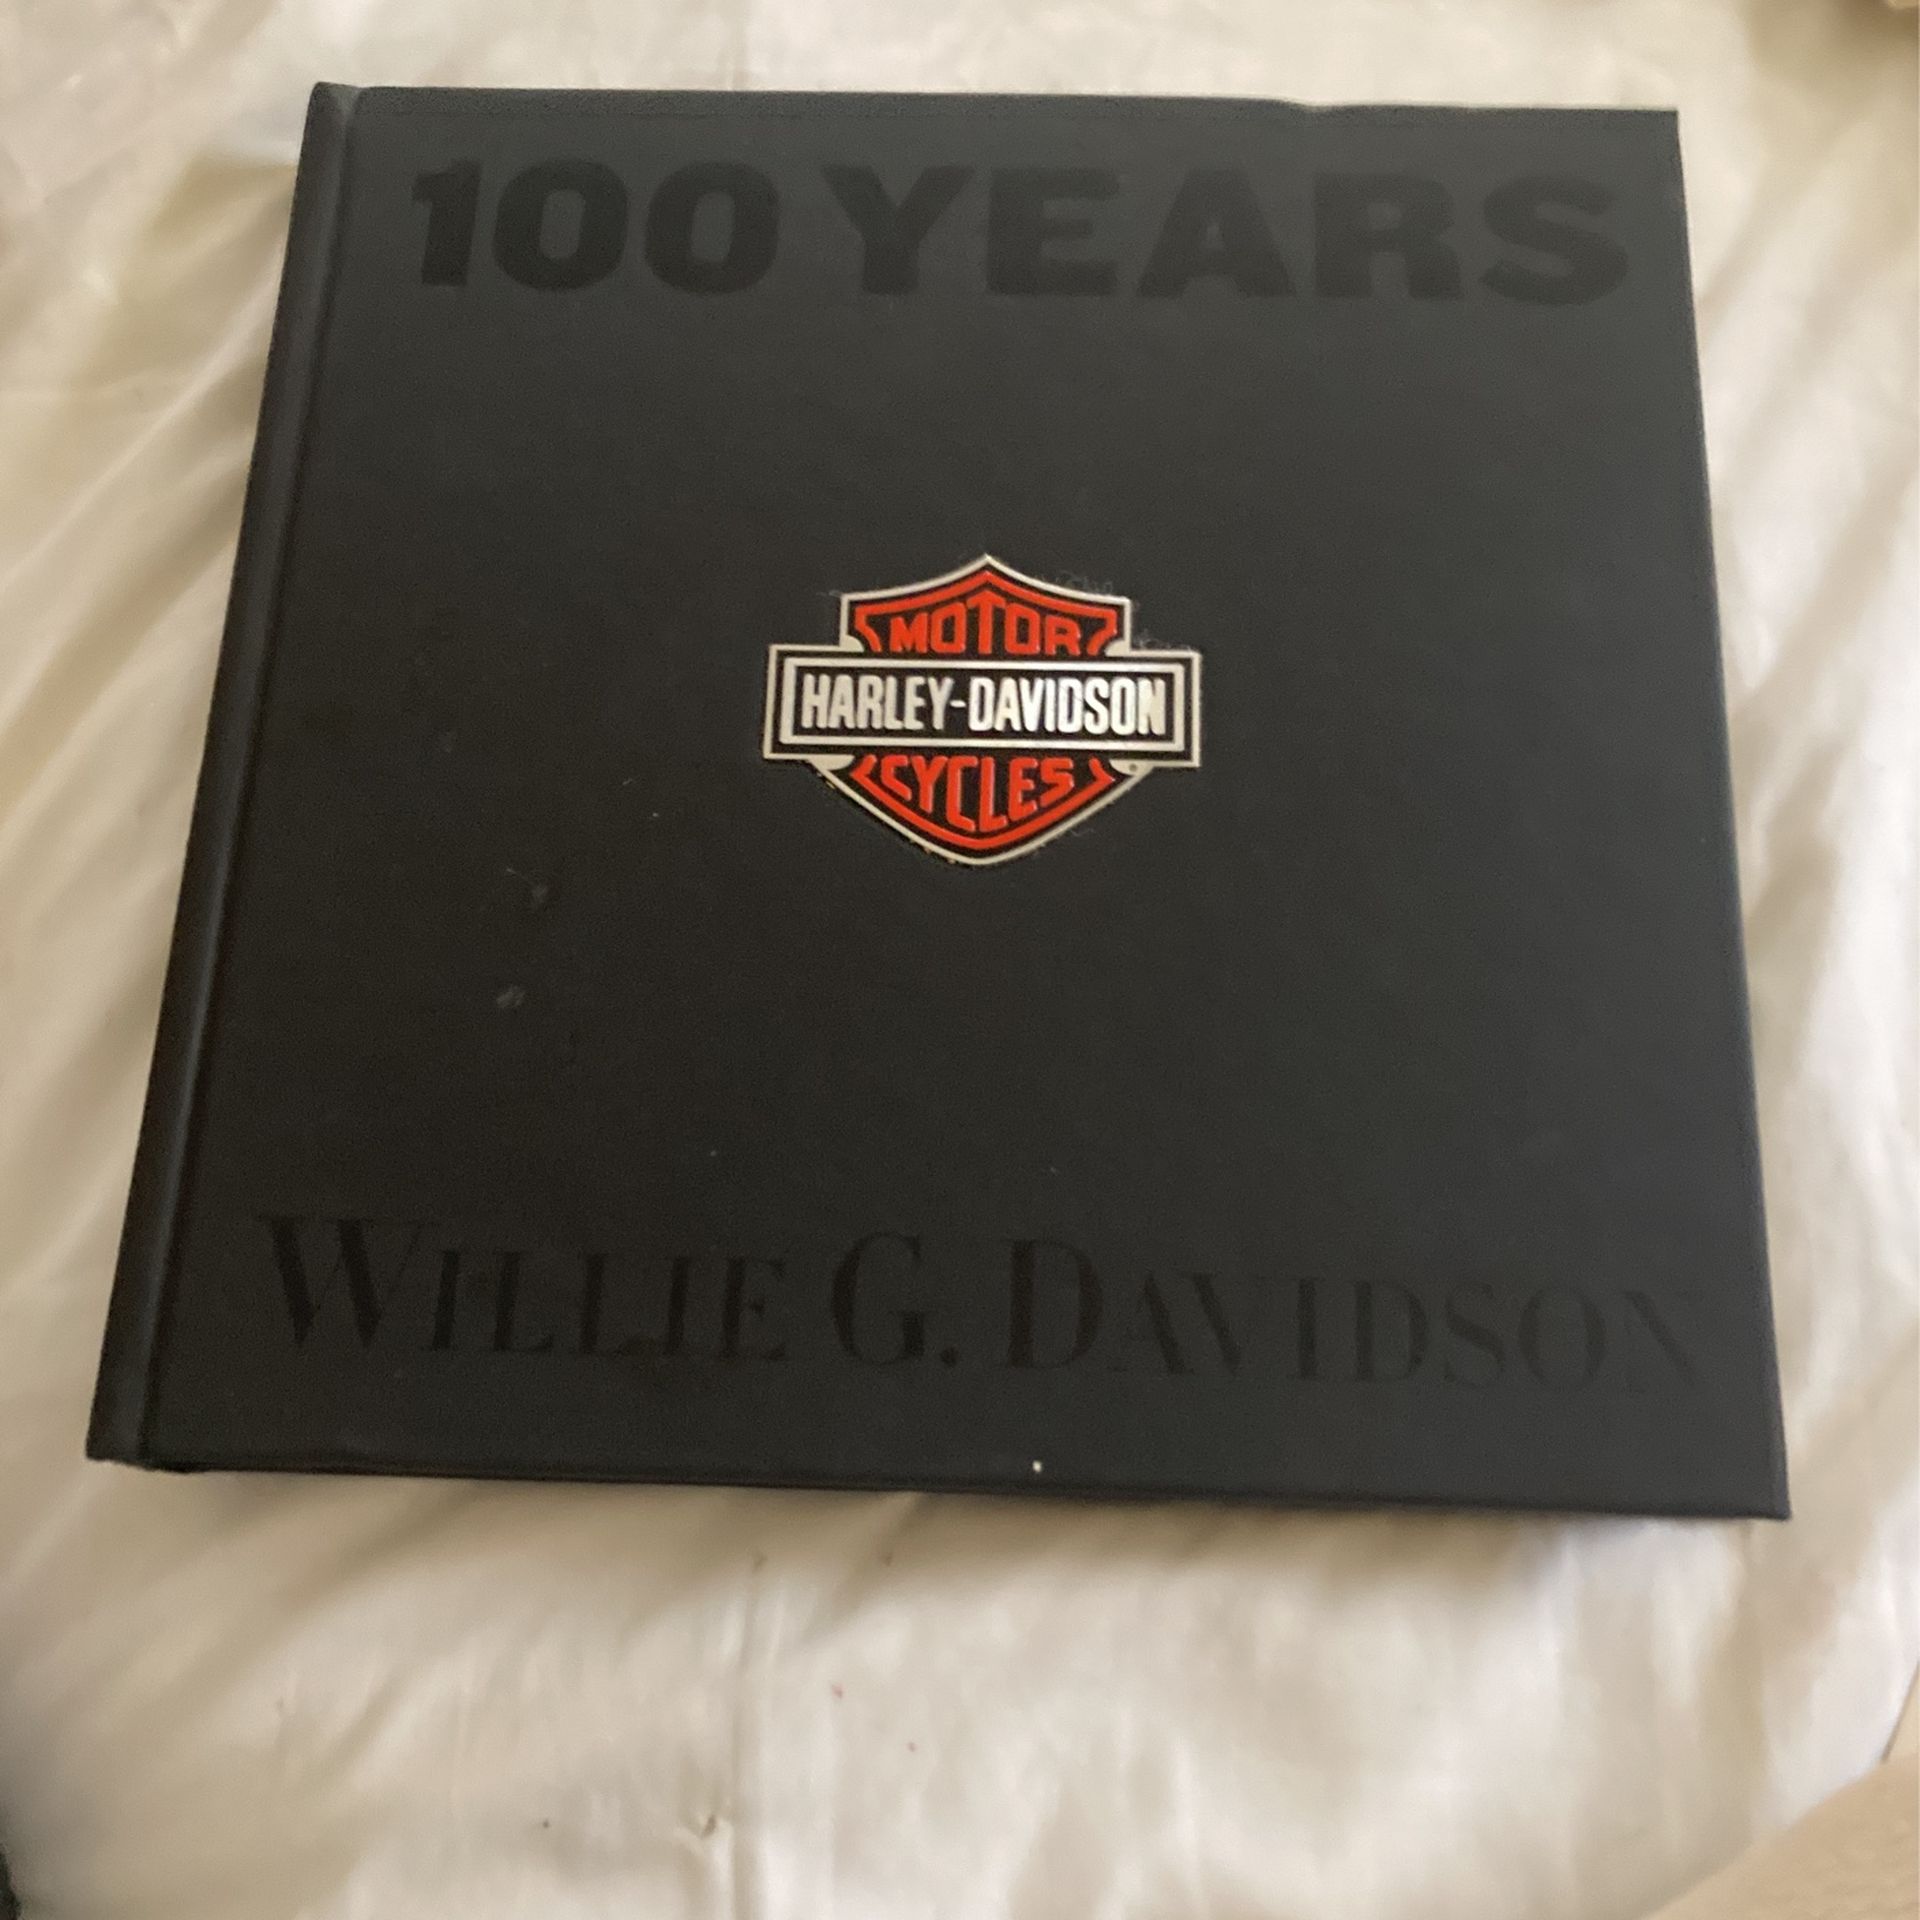 100 YEARS
MOTOR
HARLEY-DAVIDSON
CYCLES
WILLIE G. DAVIDSON